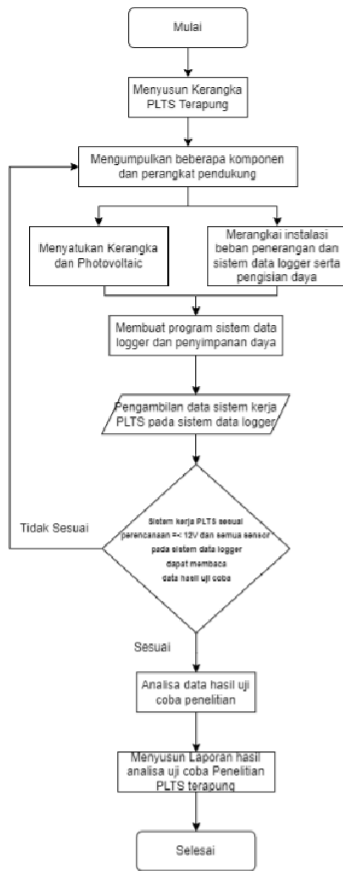 Mulai
Menyusun Kerangka
PLTS Terapung
Mengumpulkan beberapa komponen
dan perangkat pendukung
Menyatukan Kerangka
dan Photovoltaic
Merangkai instalasi
beban penerangan dan
sistem data logger serta
pengisian daya
Membuat program sistem data
logger dan penyimpanan daya
Pengambilan data sistem kerja
PLTS pada sistem data logger
Tidak Sesuai
Sistem kerja PLTS sesuai
perencanaan =< 12V dan semua sensor
pada sistem data logger
dapat membaca
data hasil uji coba
Sesuai
Analisa data hasil uji
coba penelitian
Menyusun Laporan hasil
analisa uji coba Penelitian
PLTS terapung
Selesai